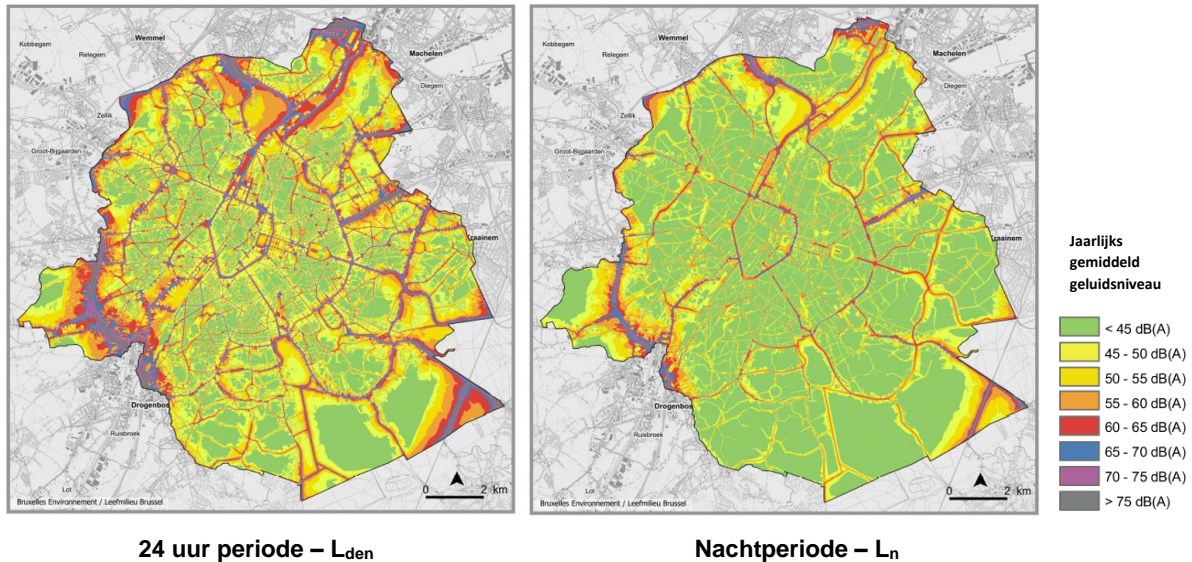 Wemmel
Kobbegem
Relegem
Machelen
Diegem
Zellik
Groot-Bijgaarden
Kraainem
Drogenbos
Ruisbroek
Lot
Bruxelles Environnement / Leefmilieu Brussel
0 2 km
Wemmel
Kobbegem
Relegem
Machelen
Diegem
Zellik
Groot-Bijgaarden
Kraainem
Drogenbos
Ruisbroek
Lot
Bruxelles Environnement / Leefmilieu Brussel
0 2 km
Jaarlijks
gemiddeld
geluidsniveau
< 45 dB(A)
45 - 50 dB(A)
50 - 55 dB(A)
55 - 60 dB(A)
60 - 65 dB(A)
65 - 70 dB(A)
70 - 75 dB(A)
> 75 dB(A)
24 uur periode – Lden
Nachtperiode – Ln